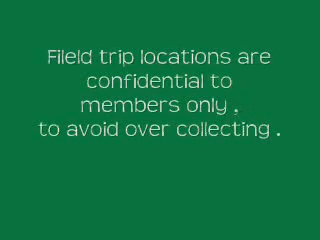 Fileld trip locations are
confidential to
members only .
to avoid over collecting .